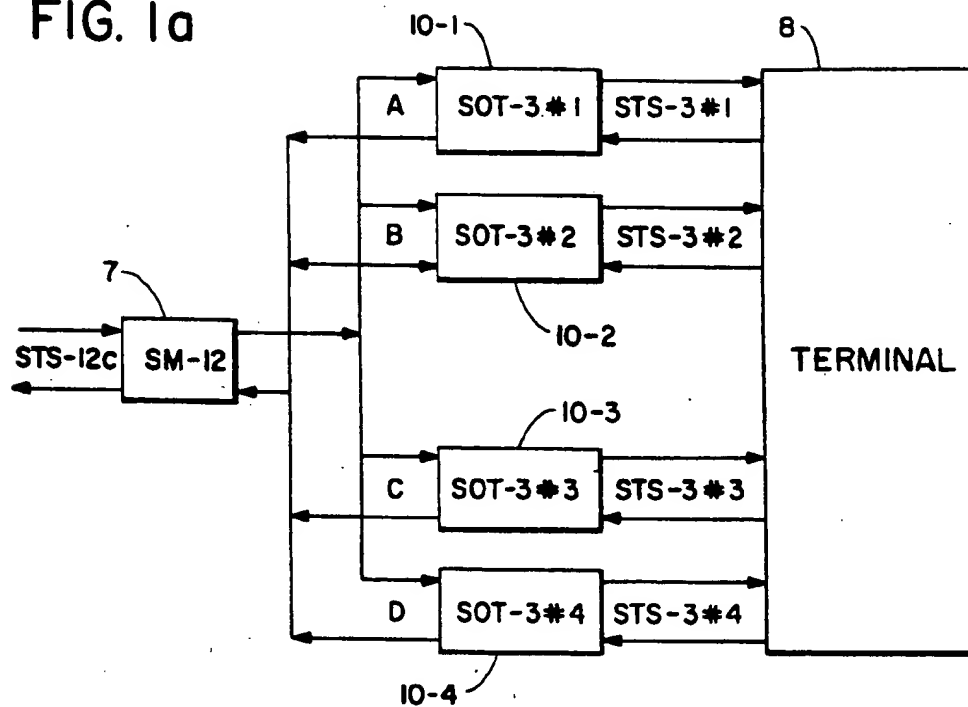 FIG. 1a
10-1
8
A
SOT-3#1
STS-3#1
B
SOT-3#2
STS-3#2
7
10-2
STS-12c
SM-12
TERMINAL
10-3
C
SOT-3#3
STS-3#3
D
SOT-3#4
STS-3#4
10-4